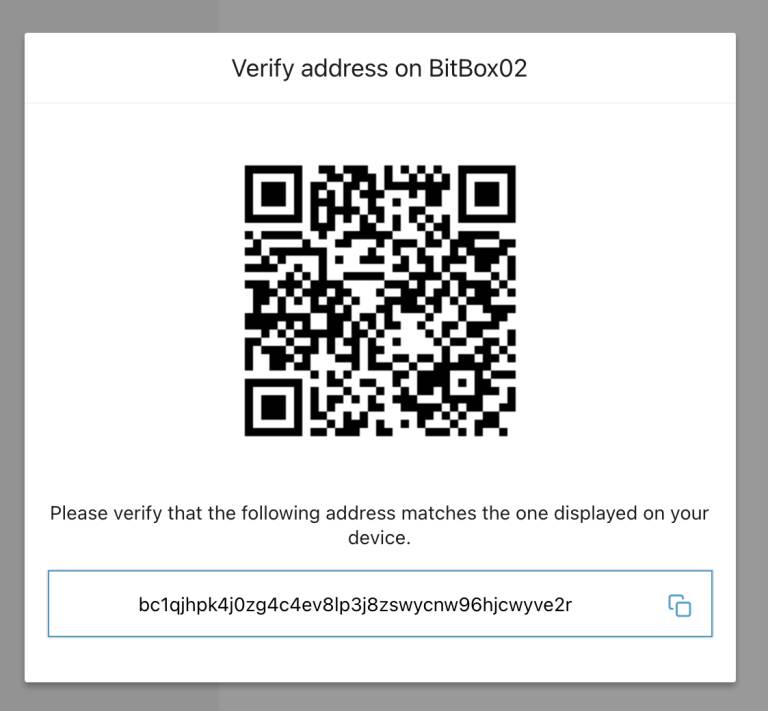 Verify address on BitBox02
Please verify that the following address matches the one displayed on your
device.
bc1qjhpk4j0zg4c4ev8lp3j8zswycnw96hjcwyve2r